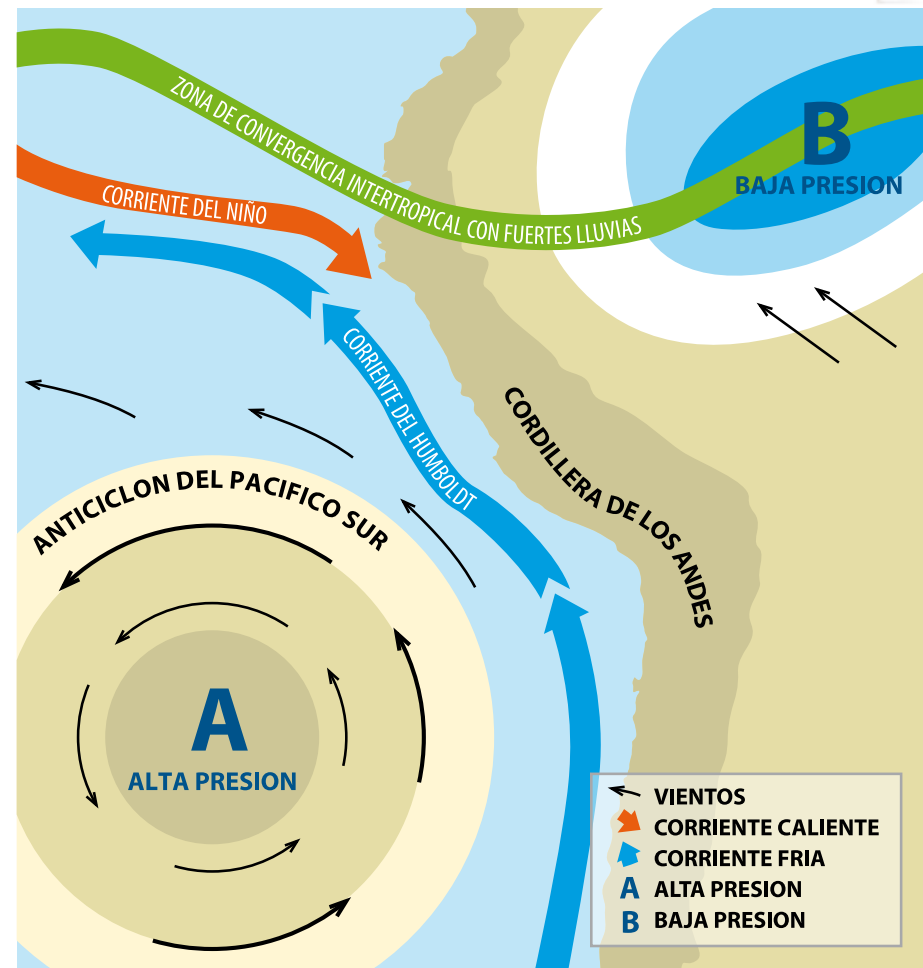 ZONA DE CONVERGENCIA INTERTROPICAL CON FUERTES LLUVIAS
B
BAJA PRESION
CORRIENTE DEL NIÑO
CORRIENTE DEL HUMBOLDT
CORDILLERA DE LOS ANDES
ANTICICLON DEL PACIFICO SUR
A
ALTA PRESION
VIENTOS
CORRIENTE CALIENTE
CORRIENTE FRIA
A ALTA PRESION
B BAJA PRESION